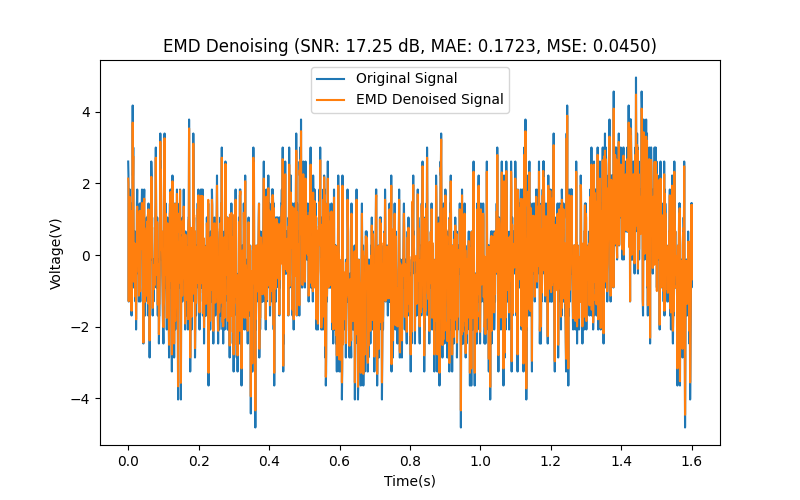 EMD Denoising (SNR: 17.25 dB, MAE: 0.1723, MSE: 0.0450)
Original Signal
EMD Denoised Signal
4
2
0
−2
−4
Voltage(V)
0.0 0.2 0.4 0.6 0.8 1.0 1.2 1.4 1.6
Time(s)